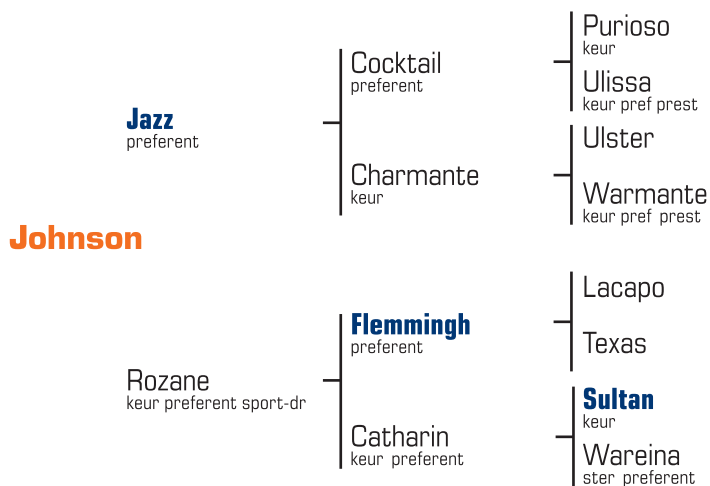 Johnson
Jazz
preferent
Cocktail
preferent
Purioso
keur
Ulissa
keur pref prest
Charmante
keur
Ulster
Warmante
keur pref prest
Rozane
keur preferent sport-dr
Flemmingh
preferent
Lacapo
Texas
Catharin
keur preferent
Sultan
keur
Wareina
ster preferent